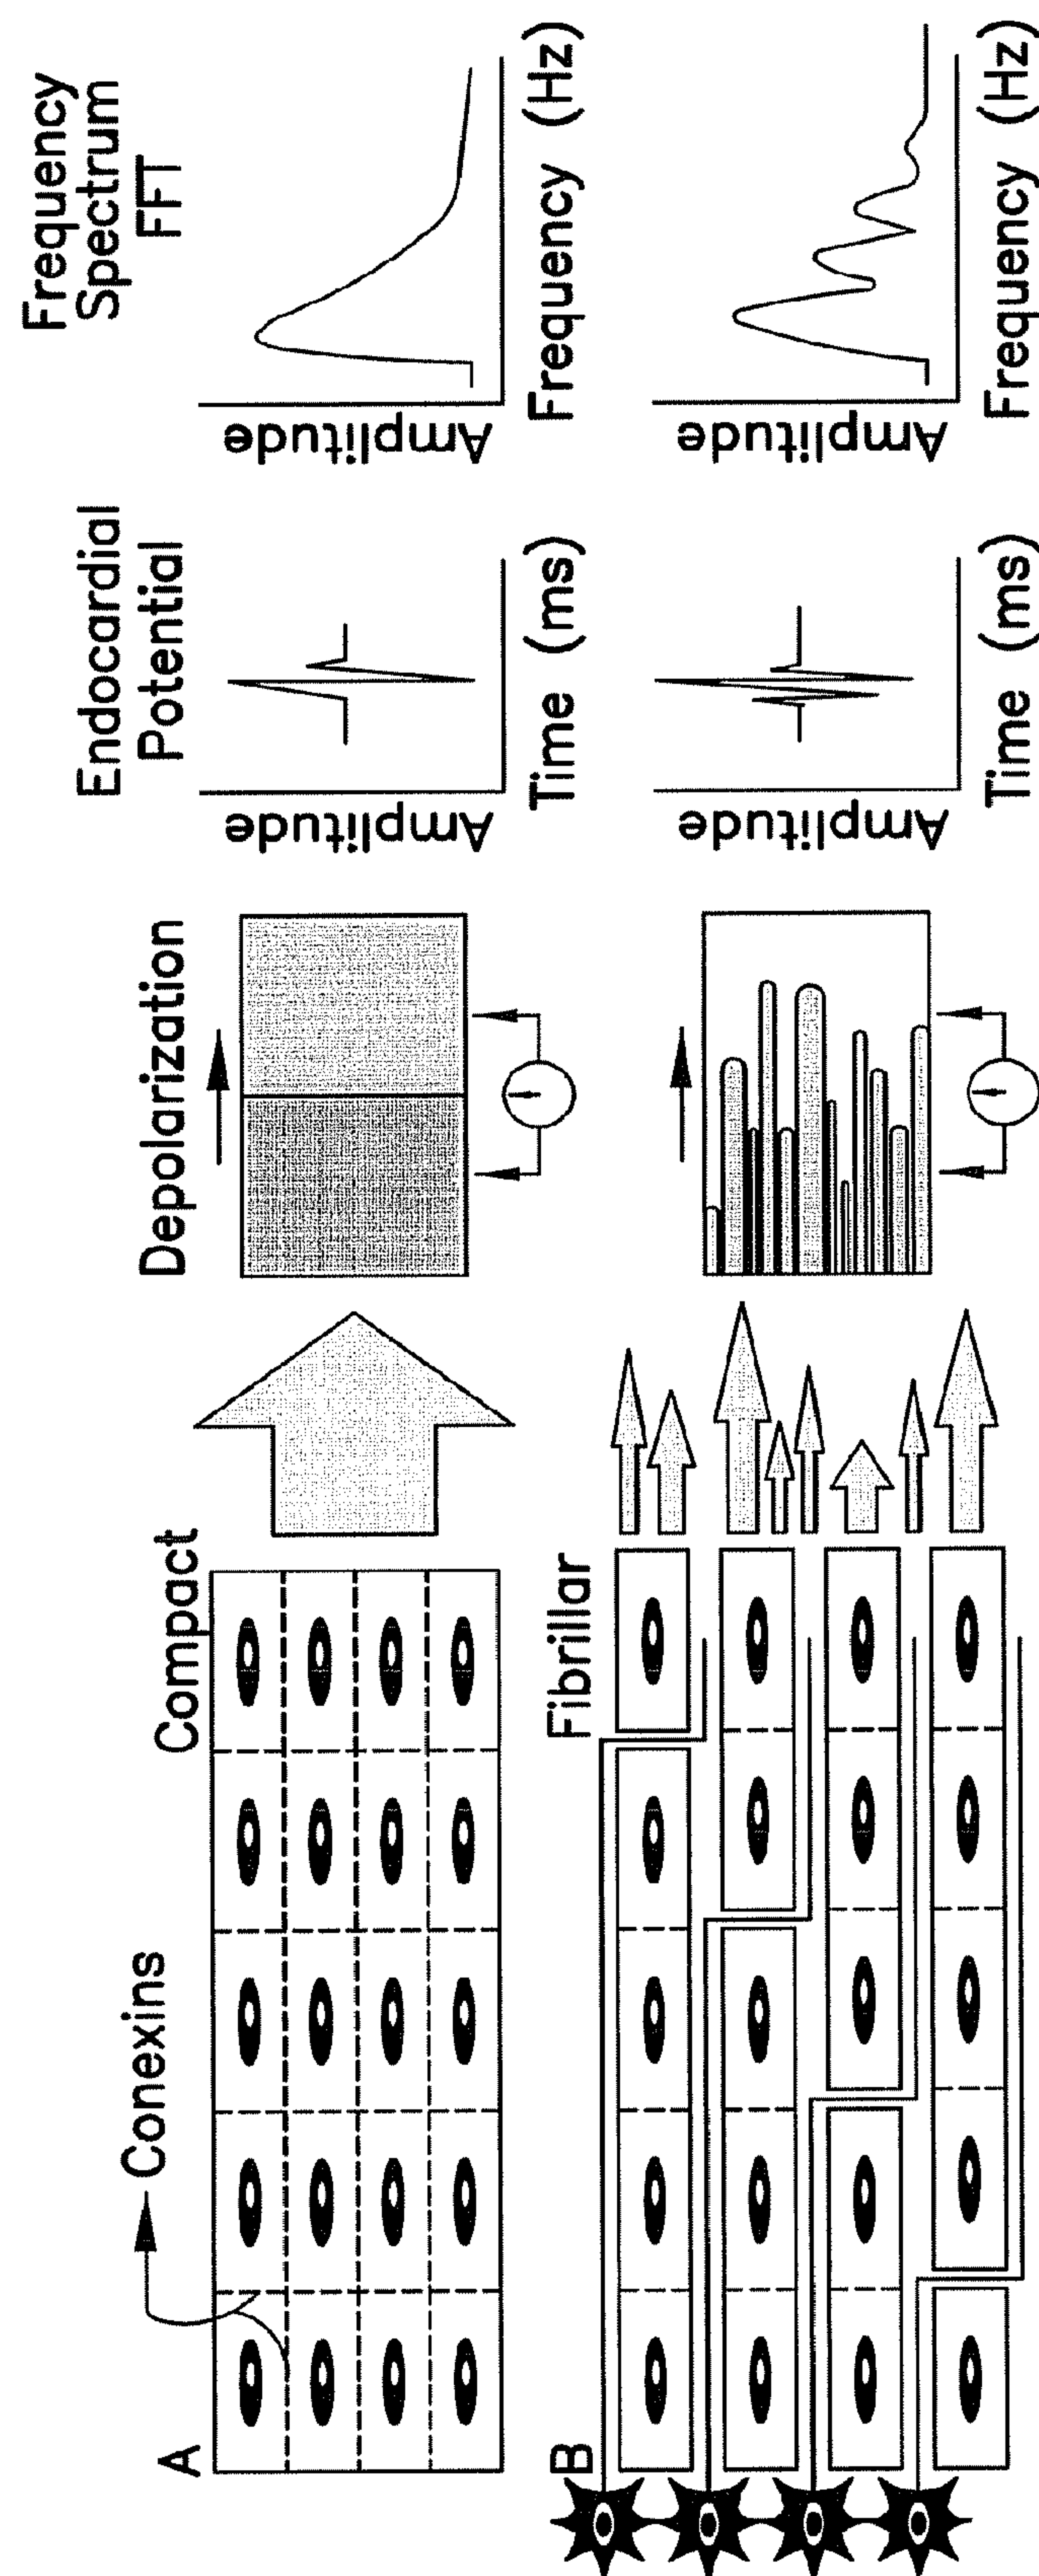 A
Conexins
Compact
Depolarization
Endocardial
Potential
Amplitude
Time (ms)
Frequency
Spectrum
FFT
Amplitude
Frequency (Hz)
B
Fibrillar
Amplitude
Time (ms)
Amplitude
Frequency (Hz)